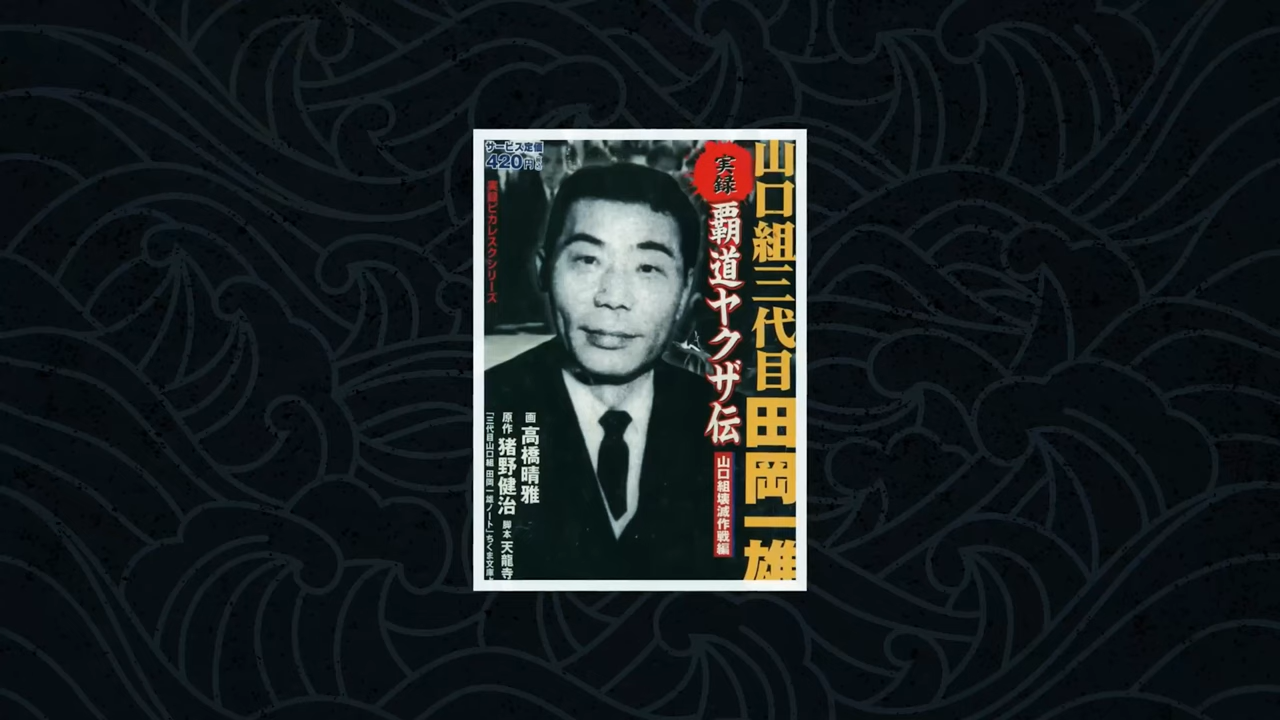 山口組三代目 田岡一雄
実録
覇道ヤクザ伝
山口組壊滅作戦編
サービス定価
420円
実録ピカレスクシリーズ
画 高橋晴雅
原作 猪野健治 脚本 天龍寺
「三代目山口組 田岡一雄ノート」ちくま文庫